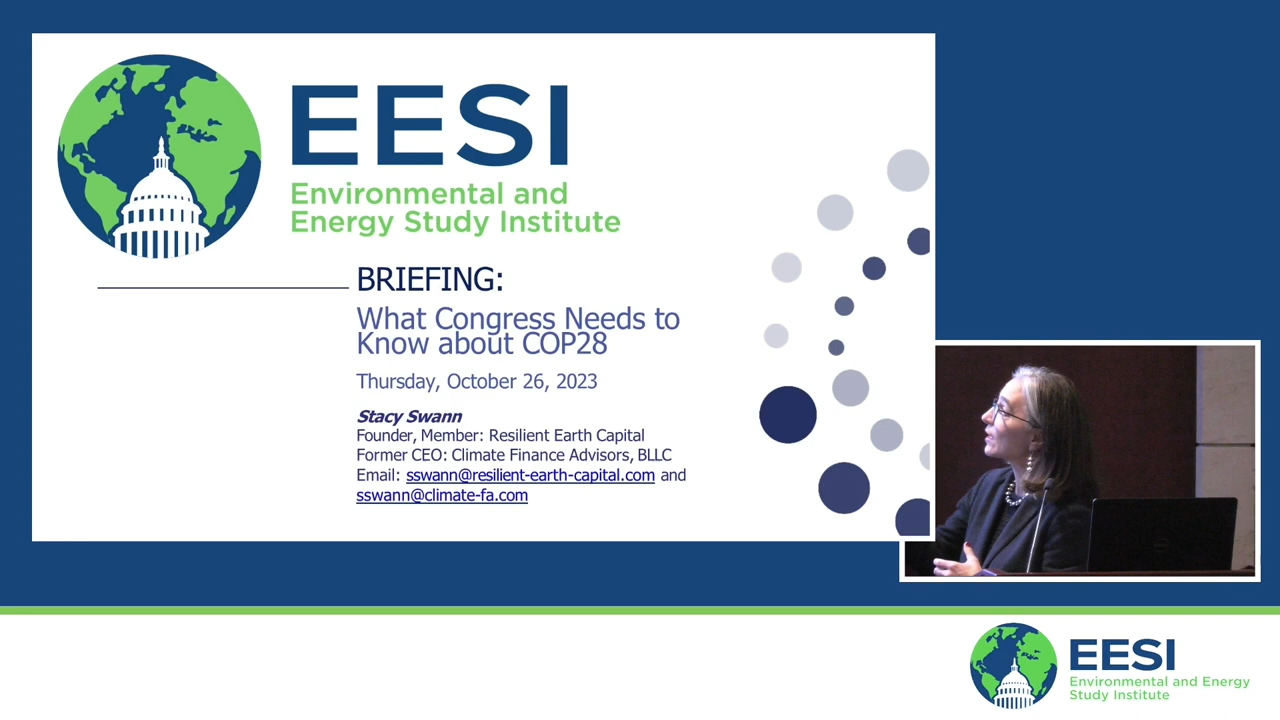 EESI
Environmental and
Energy Study Institute
BRIEFING:
What Congress Needs to
Know about COP28
Thursday, October 26, 2023
Stacy Swann
Founder, Member: Resilient Earth Capital
Former CEO: Climate Finance Advisors, BLLC
Email: sswann@resilient-earth-capital.com and
sswann@climate-fa.com
EESI
Environmental and Energy
Study Institute